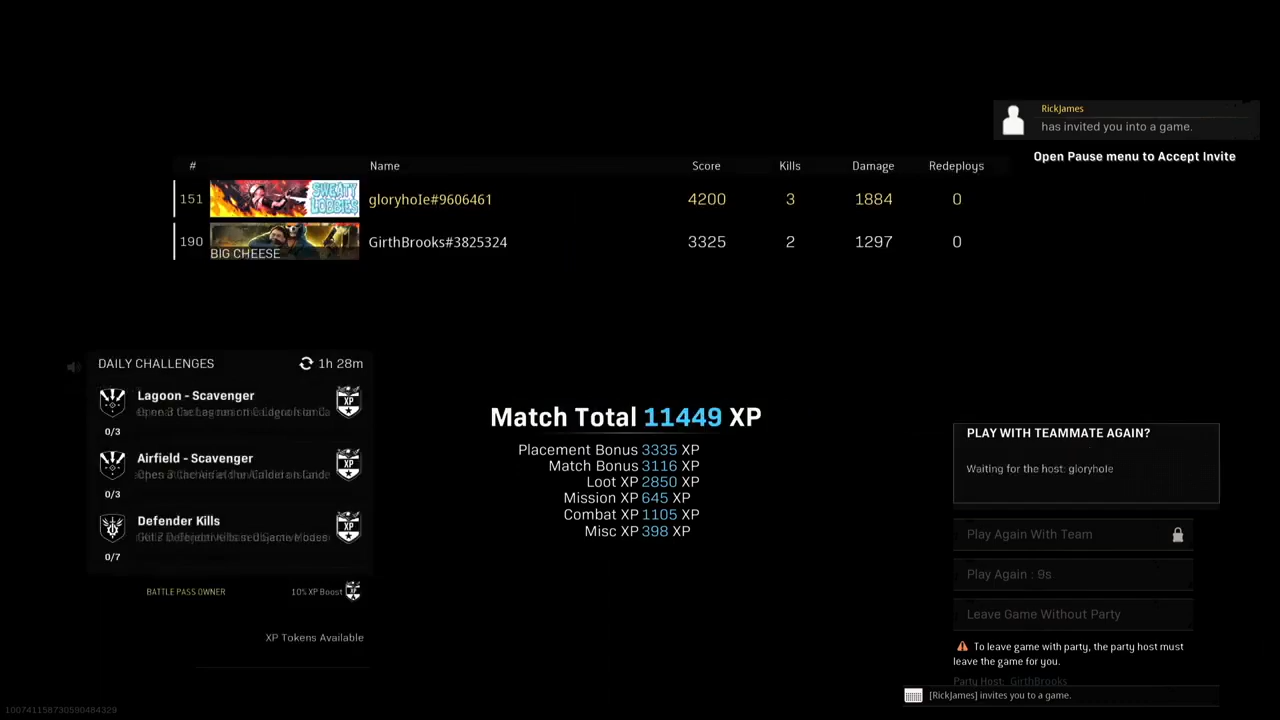 RickJames
has invited you into a game.
Open Pause menu to Accept Invite
# Name Score Kills Damage Redeploys
151 SWEATY LOBBIES gloryhoIe#9606461 4200 3 1884 0
190 BIG CHEESE GirthBrooks#3825324 3325 2 1297 0
DAILY CHALLENGES 1h 28m
Lagoon - Scavenger XP
0/3
Airfield - Scavenger XP
0/3
Defender Kills XP
0/7
BATTLE PASS OWNER 10% XP Boost XP
XP Tokens Available
Match Total 11449 XP
Placement Bonus 3335 XP
Match Bonus 3116 XP
Loot XP 2850 XP
Mission XP 645 XP
Combat XP 1105 XP
Misc XP 398 XP
PLAY WITH TEAMMATE AGAIN?
Waiting for the host: gloryhoIe
Play Again With Team
Play Again : 9s
Leave Game Without Party
To leave game with party, the party host must
leave the game for you.
Party Host: GirthBrooks
[RickJames] invites you to a game.
100741158730590484329